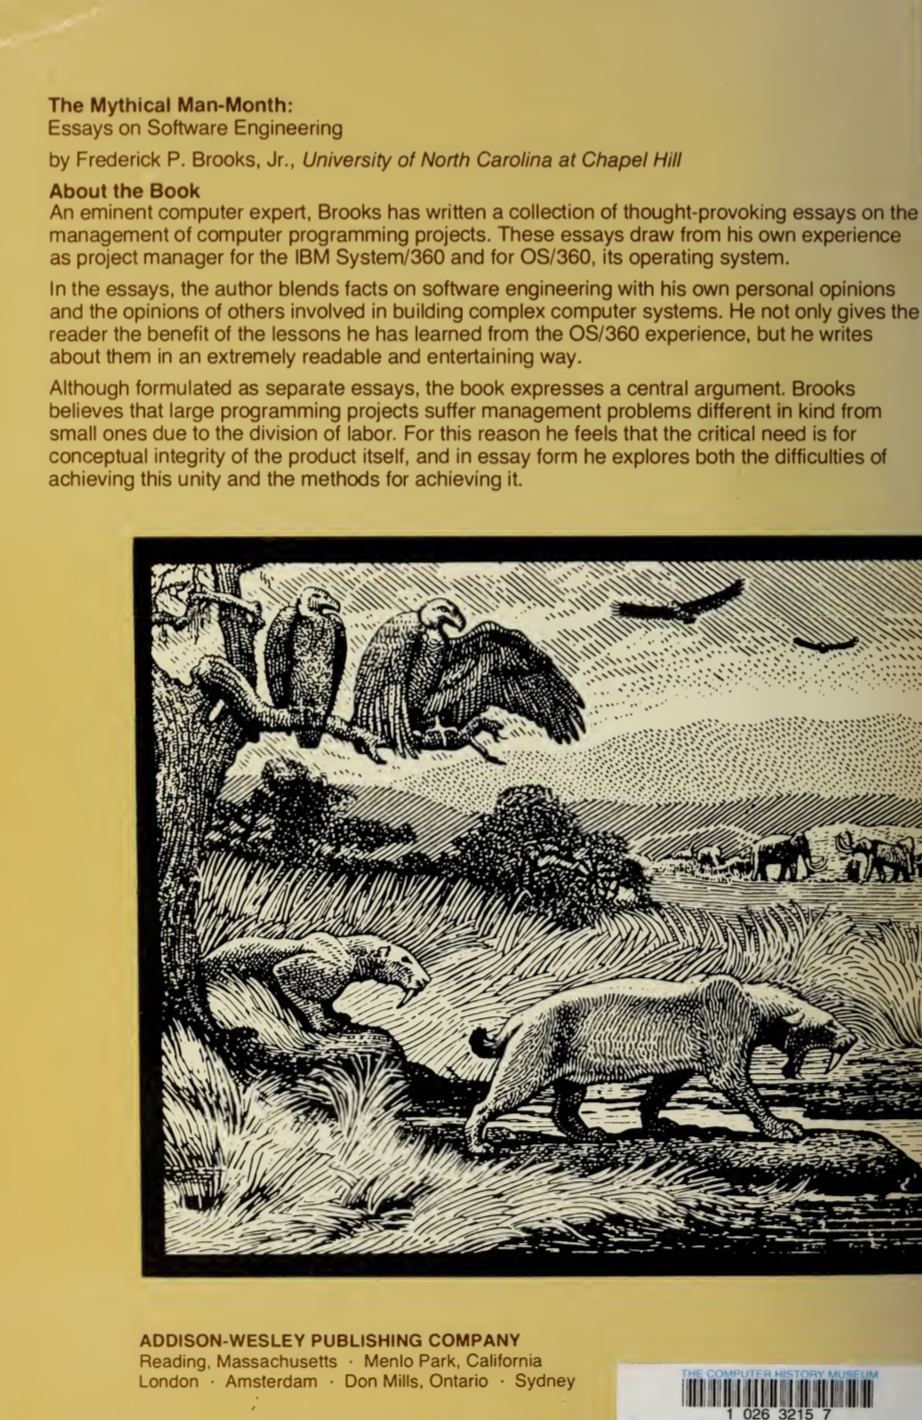 The Mythical Man-Month:
Essays on Software Engineering
by Frederick P. Brooks, Jr., University of North Carolina at Chapel Hill
About the Book
An eminent computer expert, Brooks has written a collection of thought-provoking essays on the
management of computer programming projects. These essays draw from his own experience
as project manager for the IBM System/360 and for OS/360, its operating system.
In the essays, the author blends facts on software engineering with his own personal opinions
and the opinions of others involved in building complex computer systems. He not only gives the
reader the benefit of the lessons he has learned from the OS/360 experience, but he writes
about them in an extremely readable and entertaining way.
Although formulated as separate essays, the book expresses a central argument. Brooks
believes that large programming projects suffer management problems different in kind from
small ones due to the division of labor. For this reason he feels that the critical need is for
conceptual integrity of the product itself, and in essay form he explores both the difficulties of
achieving this unity and the methods for achieving it.
ADDISON-WESLEY PUBLISHING COMPANY
Reading, Massachusetts · Menlo Park, California
London · Amsterdam · Don Mills, Ontario · Sydney
THE COMPUTER HISTORY MUSEUM
1 026 3215 7